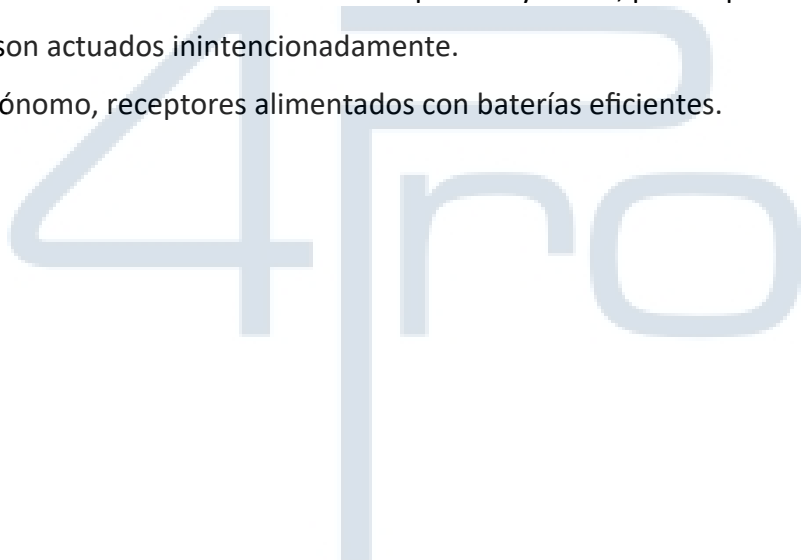 son actuados inintencionadamente.
ónomo, receptores alimentados con baterías eficientes.
4Pro